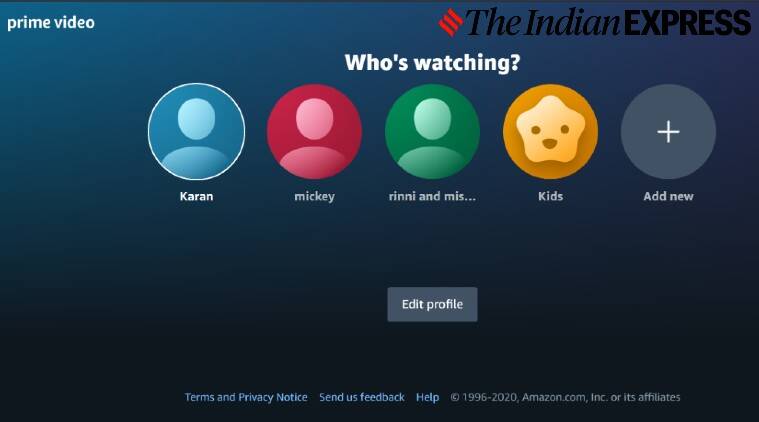 prime video
The Indian EXPRESS
Who's watching?
Karan
mickey
rinni and mis...
Kids
Add new
Edit profile
Terms and Privacy Notice Send us feedback Help © 1996-2020, Amazon.com, Inc. or its affiliates